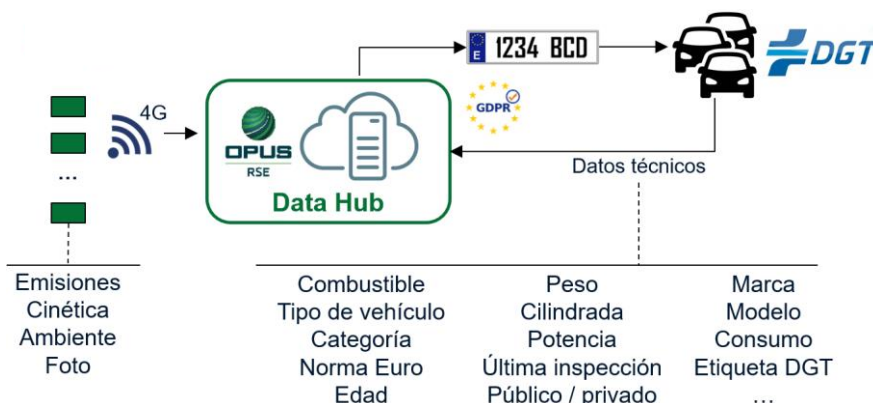 1234 BCD
E
DGT
4G
GDPR
OPUS
RSE
...
Data Hub
Datos técnicos
Emisiones
Cinética
Ambiente
Foto
Combustible
Tipo de vehículo
Categoría
Norma Euro
Edad
Peso
Cilindrada
Potencia
Última inspección
Público / privado
Marca
Modelo
Consumo
Etiqueta DGT
...